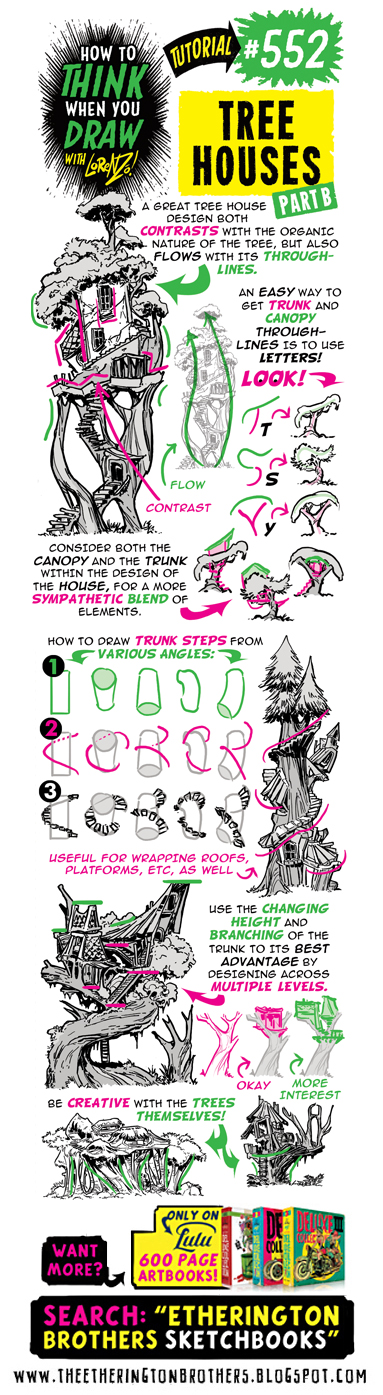 HOW TO
THINK
WHEN YOU
DRAW
WITH LORENZO!
TUTORIAL
#552
TREE
HOUSES
PART B
A GREAT TREE HOUSE
DESIGN BOTH
CONTRASTS WITH THE ORGANIC
NATURE OF THE TREE, BUT ALSO
FLOWS WITH ITS THROUGH-
LINES.
AN EASY WAY TO
GET TRUNK AND
CANOPY
THROUGH-
LINES IS TO USE
LETTERS!
LOOK!
T
S
y
FLOW
CONTRAST
CONSIDER BOTH THE
CANOPY AND THE TRUNK
WITHIN THE DESIGN OF
THE HOUSE, FOR A MORE
SYMPATHETIC BLEND OF
ELEMENTS.
HOW TO DRAW TRUNK STEPS FROM
VARIOUS ANGLES:
1
2
3
USEFUL FOR WRAPPING ROOFS,
PLATFORMS, ETC, AS WELL
USE THE CHANGING
HEIGHT AND
BRANCHING OF THE
TRUNK TO ITS BEST
ADVANTAGE BY
DESIGNING ACROSS
MULTIPLE LEVELS.
OKAY
MORE
INTEREST
BE CREATIVE WITH THE TREES
THEMSELVES!
WANT
MORE?
ONLY ON
Lulu
600 PAGE
ARTBOOKS!
SEARCH: "ETHERINGTON
BROTHERS SKETCHBOOKS"
WWW.THEETHERINGTONBROTHERS.BLOGSPOT.COM